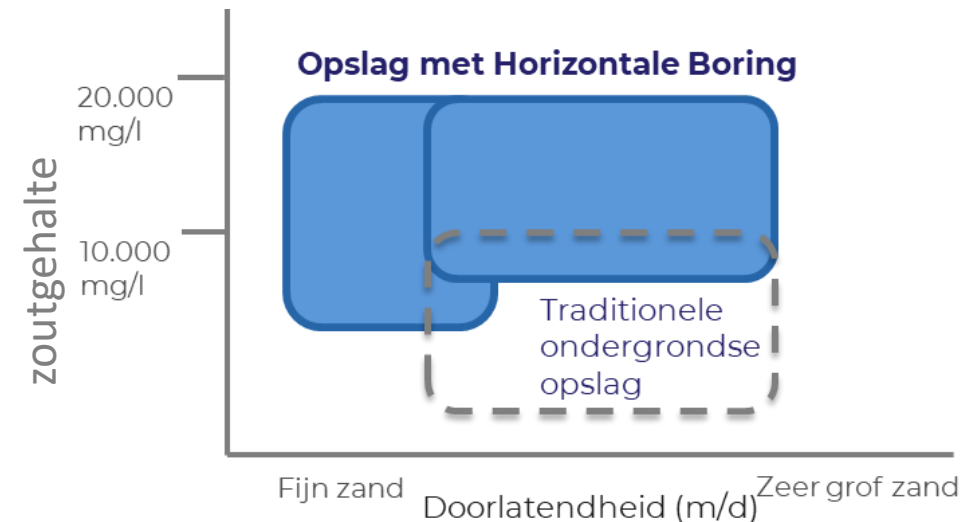 Opslag met Horizontale Boring
20.000
mg/l
zoutgehalte
10.000
mg/l
Traditionele
ondergrondse
opslag
Fijn zand
Doorlatendheid (m/d)
Zeer grof zand